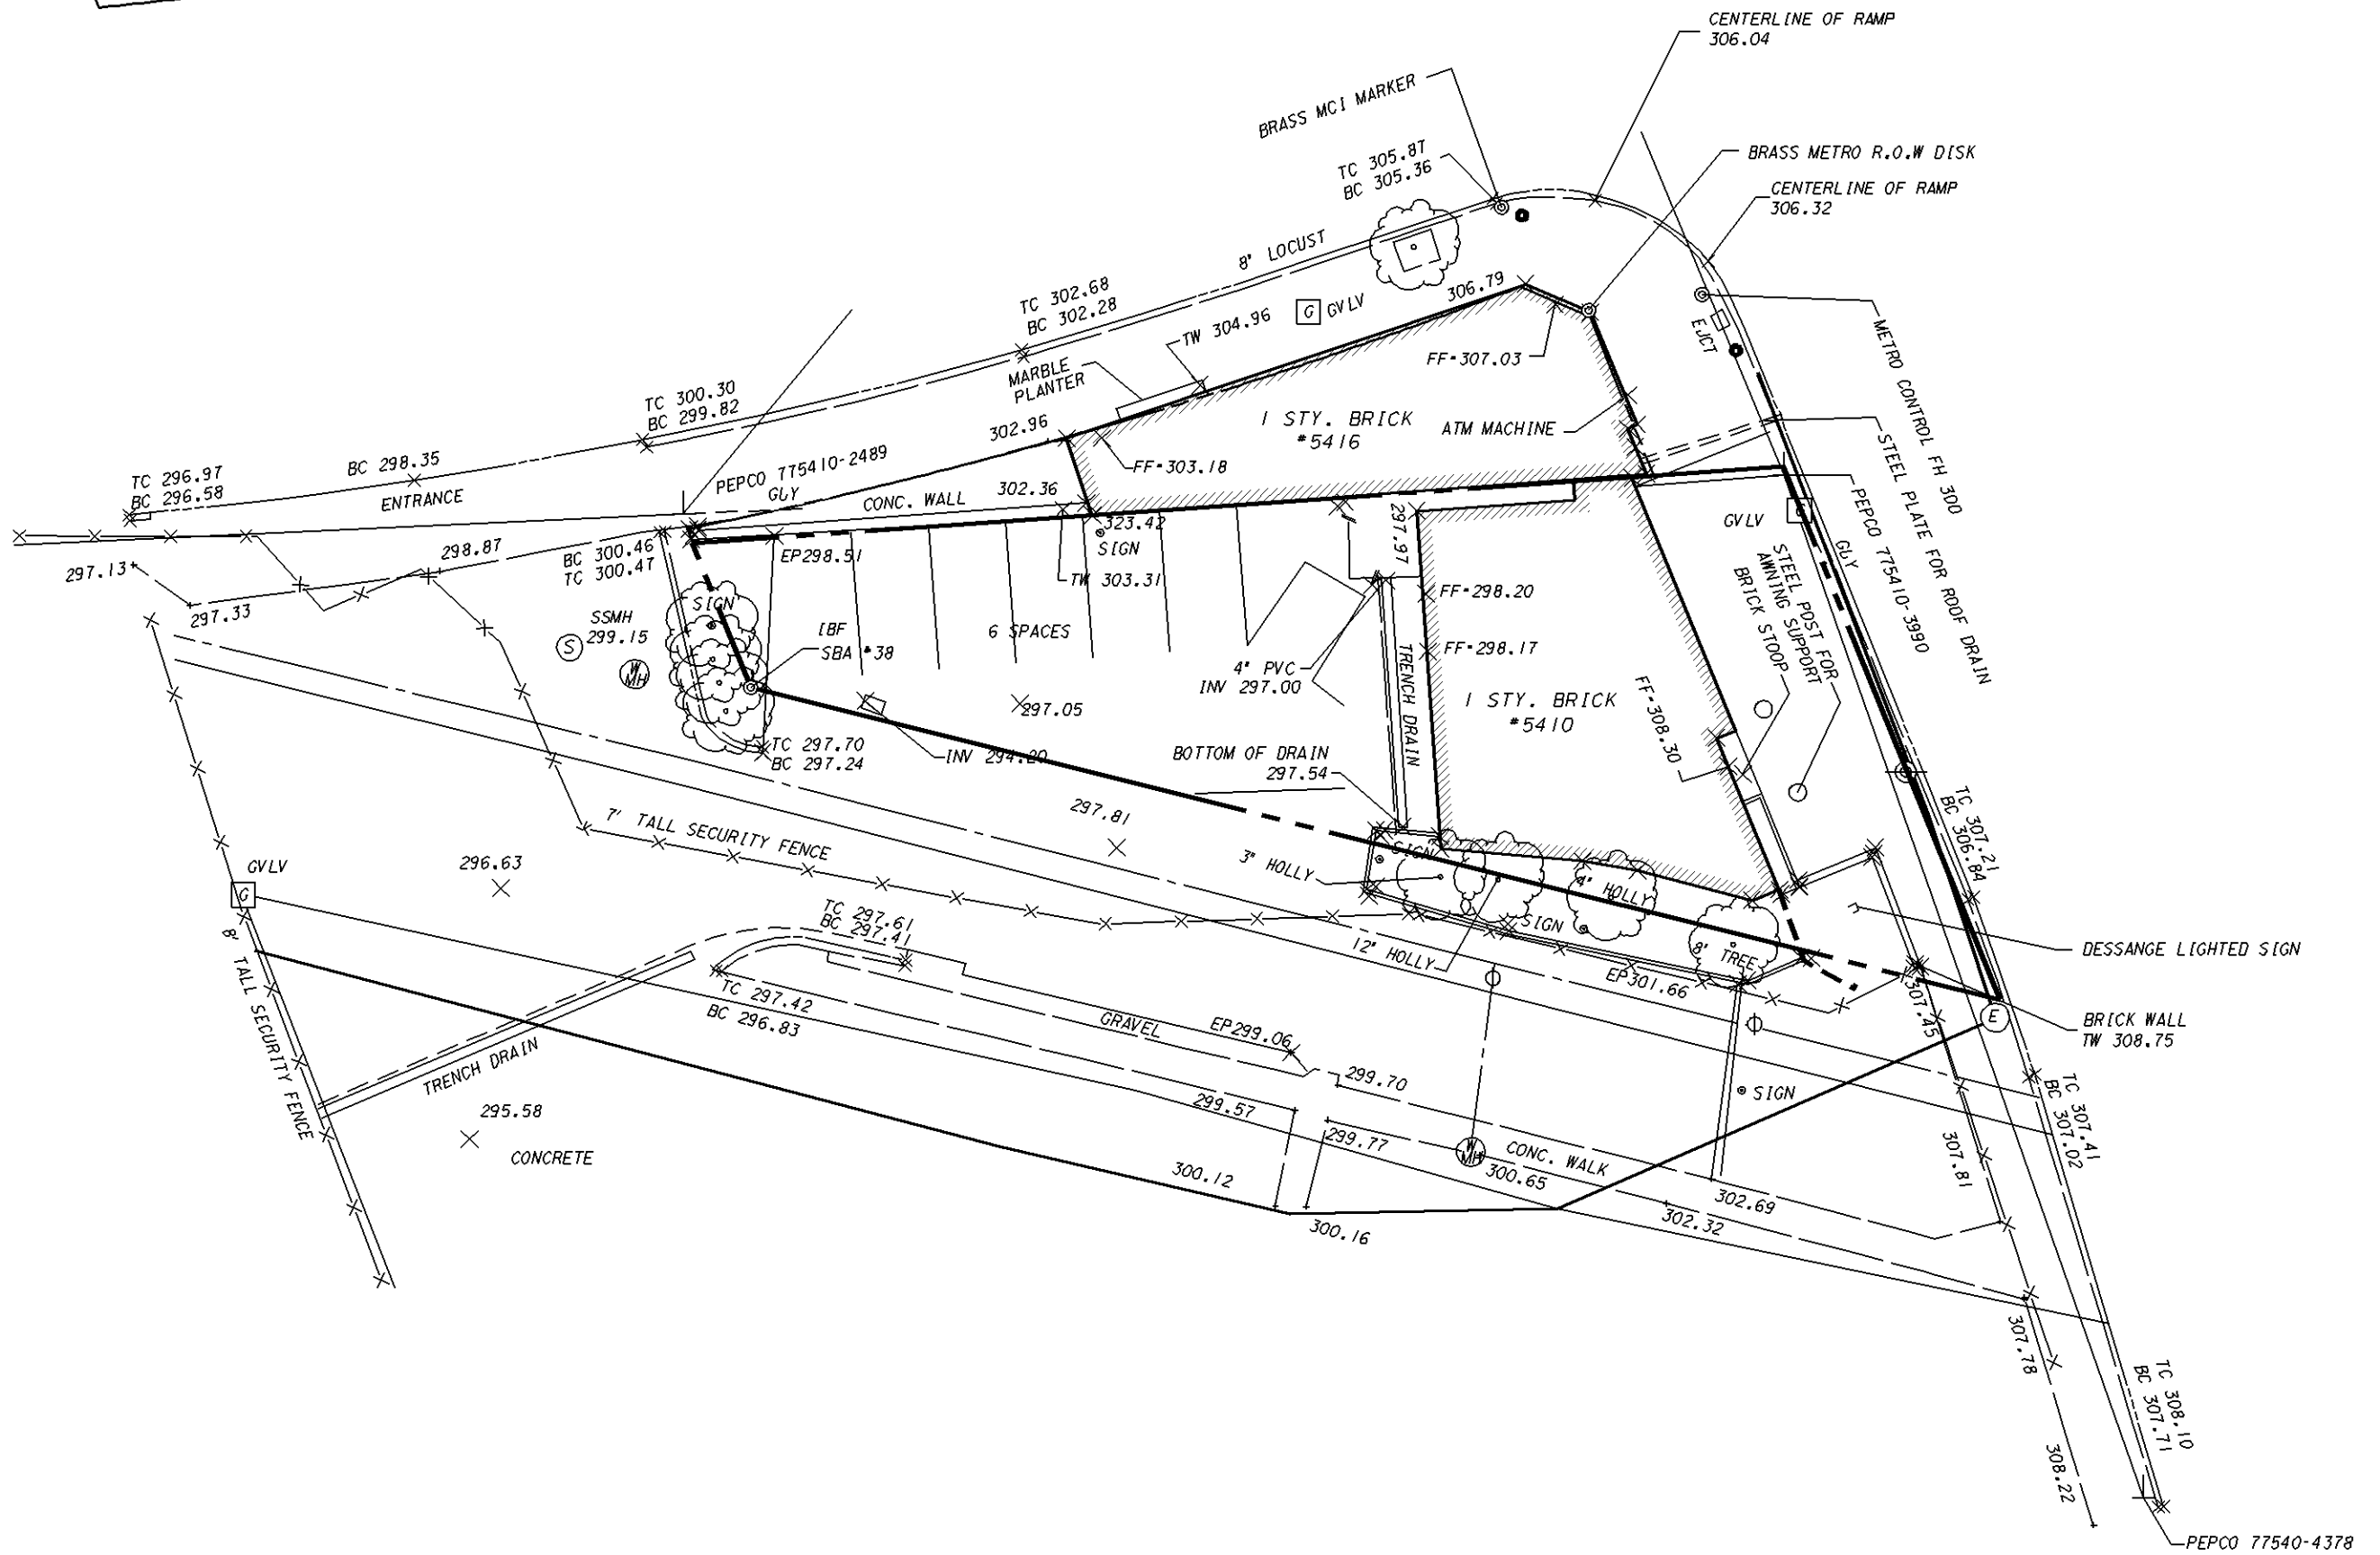 CENTERLINE OF RAMP
306.04
BRASS MCI MARKER
TC 305.87
BC 305.36
BRASS METRO R.O.W DISK
CENTERLINE OF RAMP
306.32
8" LOCUST
TC 302.68
BC 302.28
306.79
G
GVLV
TW 304.96
EJCT
METRO CONTROL FH 300
FF=307.03
MARBLE
PLANTER
TC 300.30
BC 299.82
302.96
1 STY. BRICK
#5416
ATM MACHINE
STEEL PLATE FOR ROOF DRAIN
BC 298.35
TC 296.97
BC 296.58
ENTRANCE
PEPCO 775410-2489
GUY
FF=303.18
302.36
CONC. WALL
PEPCO 775410-3990
GVLV
G
GUY
297.97
323.42
SIGN
298.87
BC 300.46
TC 300.47
EP298.51
TW 303.31
STEEL POST FOR
AWNING SUPPORT
BRICK STOOP
297.13
297.33
SIGN
FF=298.20
SSMH
299.15
S
W
MH
IBF
SBA #38
6 SPACES
FF=298.17
4" PVC
INV 297.00
TRENCH DRAIN
1 STY. BRICK
#5410
FF=308.30
297.05
TC 297.70
BC 297.24
INV 294.20
BOTTOM OF DRAIN
297.54
297.81
TC 307.21
BC 306.84
7' TALL SECURITY FENCE
SIGN
3" HOLLY
4" HOLLY
GVLV
G
296.63
TC 297.61
BC 297.41
SIGN
12" HOLLY
8" TREE
DESSANGE LIGHTED SIGN
8' TALL SECURITY FENCE
EP301.66
307.45
TC 297.42
BC 296.83
GRAVEL
EP299.06
E
BRICK WALL
TW 308.75
TRENCH DRAIN
299.70
SIGN
295.58
299.57
TC 307.41
BC 307.02
299.77
W
MH
CONC. WALK
307.81
CONCRETE
300.12
300.65
302.69
302.32
300.16
307.78
TC 308.10
BC 307.71
308.22
PEPCO 77540-4378